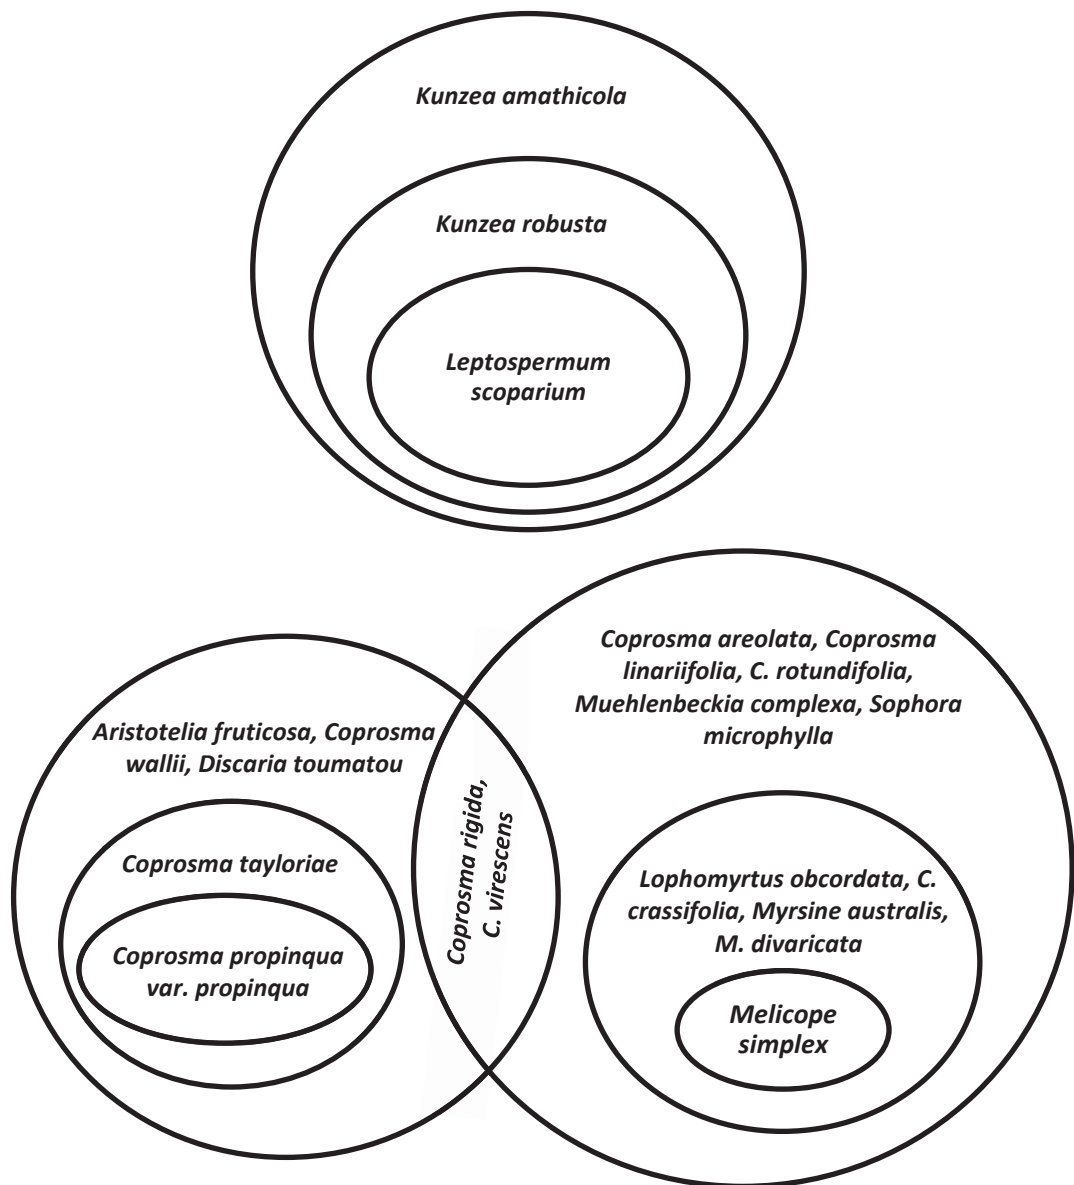 Kunzea amathicola
Kunzea robusta
Leptospermum
scoparium
Aristotelia fruticosa, Coprosma
wallii, Discaria toumatou
Coprosma tayloriae
Coprosma propinqua
var. propinqua
Coprosma rigida,
C. virescens
Coprosma areolata, Coprosma
linariifolia, C. rotundifolia,
Muehlenbeckia complexa, Sophora
microphylla
Lophomyrtus obcordata, C.
crassifolia, Myrsine australis,
M. divaricata
Melicope
simplex